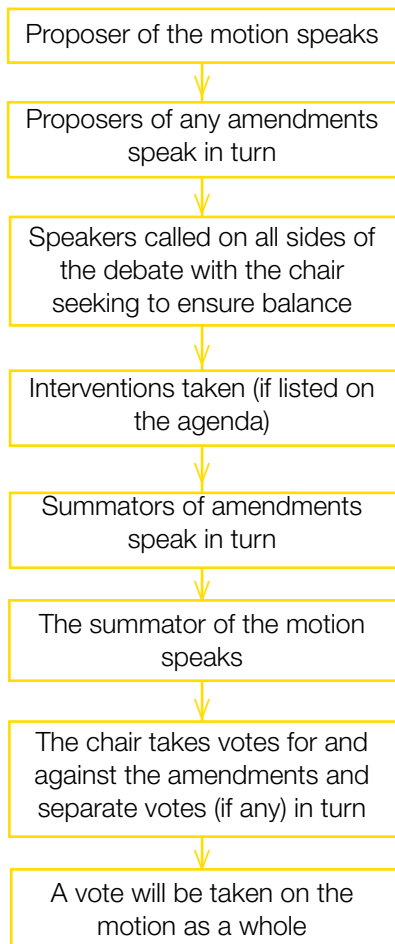 Proposer of the motion speaks
Proposers of any amendments
speak in turn
Speakers called on all sides of
the debate with the chair
seeking to ensure balance
Interventions taken (if listed on
the agenda)
Summators of amendments
speak in turn
The summator of the motion
speaks
The chair takes votes for and
against the amendments and
separate votes (if any) in turn
A vote will be taken on the
motion as a whole